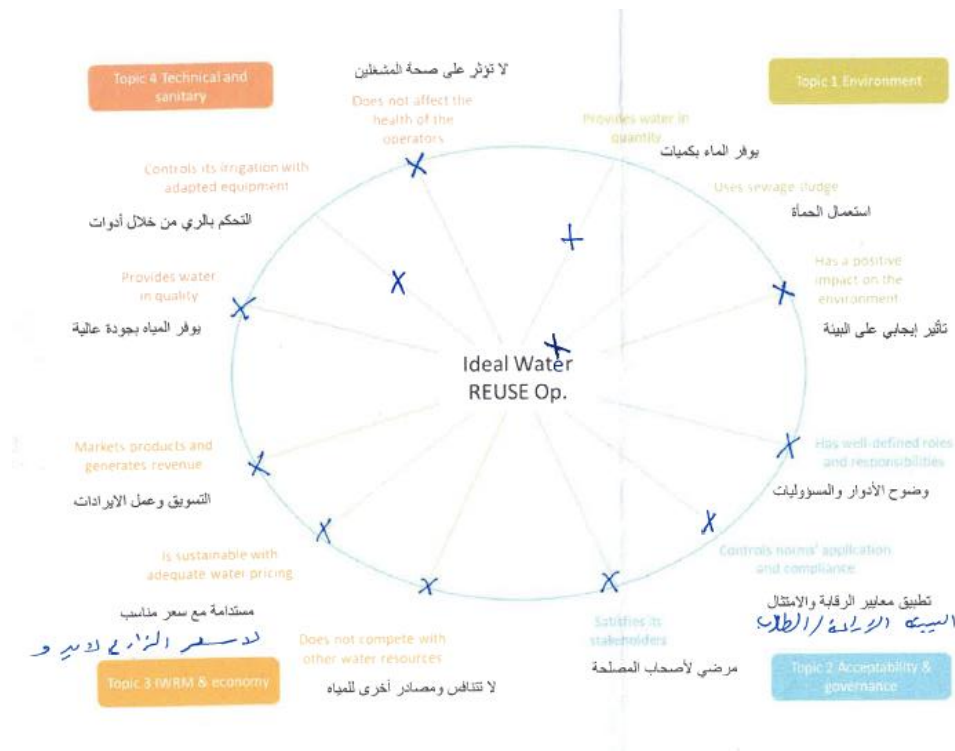 Topic 4 Technical and
sanitary
لا تؤثر على صحة المشغلين
Does not affect the
health of the
operators
Topic 1 Environment
Provides water in
quantity
يوفر الماء بكميات
Controls its irrigation with
adapted equipment
التحكم بالري من خلال أدوات
Uses sewage sludge
استعمال الحمأة
Provides water
in quality
يوفر المياه بجودة عالية
Has a positive
impact on the
environment
تأثير إيجابي على البيئة
Ideal Water
REUSE Op.
Markets products and
generates revenue
التسويق وعمل الايرادات
Has well-defined roles
and responsibilities
وضوح الأدوار والمسؤوليات
Is sustainable with
adequate water pricing
مستدامة مع سعر مناسب
Controls norms' application
and compliance
تطبيق معايير الرقابة والامتثال
Does not compete with
other water resources
لا تتنافس ومصادر أخرى للمياه
Satisfies its
stakeholders
مرضي لأصحاب المصلحة
Topic 3 IWRM & economy
Topic 2 Acceptability &
governance